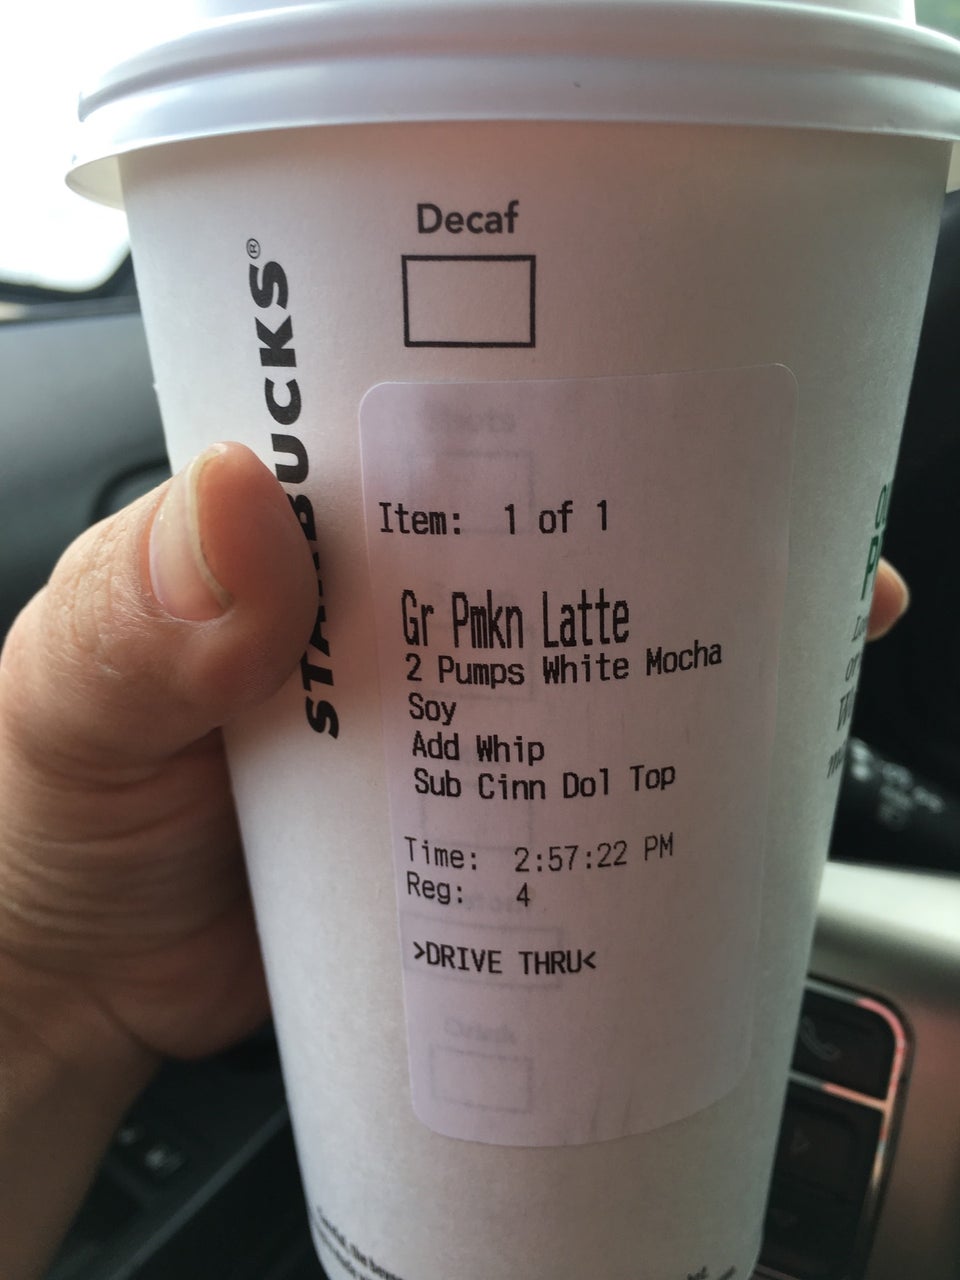 Decaf
STARBUCKS®
Item: 1 of 1
Gr Pmkn Latte
2 Pumps White Mocha
Soy
Add Whip
Sub Cinn Dol Top
Time: 2:57:22 PM
Reg: 4
>DRIVE THRU<
Drink